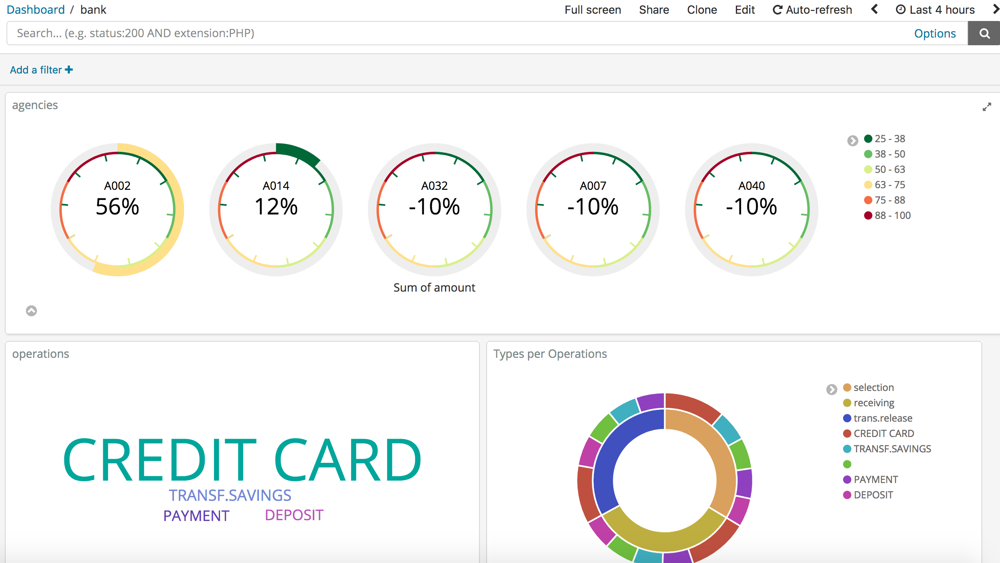 Dashboard / bank
Full screen Share Clone Edit Auto-refresh Last 4 hours
Search... (e.g. status:200 AND extension:PHP)
Options
Add a filter
agencies
A002
56%
A014
12%
A032
-10%
A007
-10%
A040
-10%
Sum of amount
25 - 38
38 - 50
50 - 63
63 - 75
75 - 88
88 - 100
operations
CREDIT CARD
TRANSF.SAVINGS
PAYMENT DEPOSIT
Types per Operations
selection
receiving
trans.release
CREDIT CARD
TRANSF.SAVINGS
PAYMENT
DEPOSIT